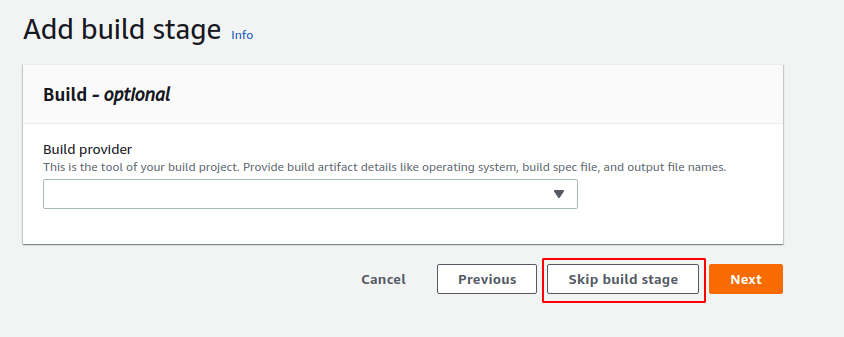 Add build stage Info
Build – optional
Build provider
This is the tool of your build project. Provide build artifact details like operating system, build spec file, and output file names.
Cancel Previous Skip build stage Next